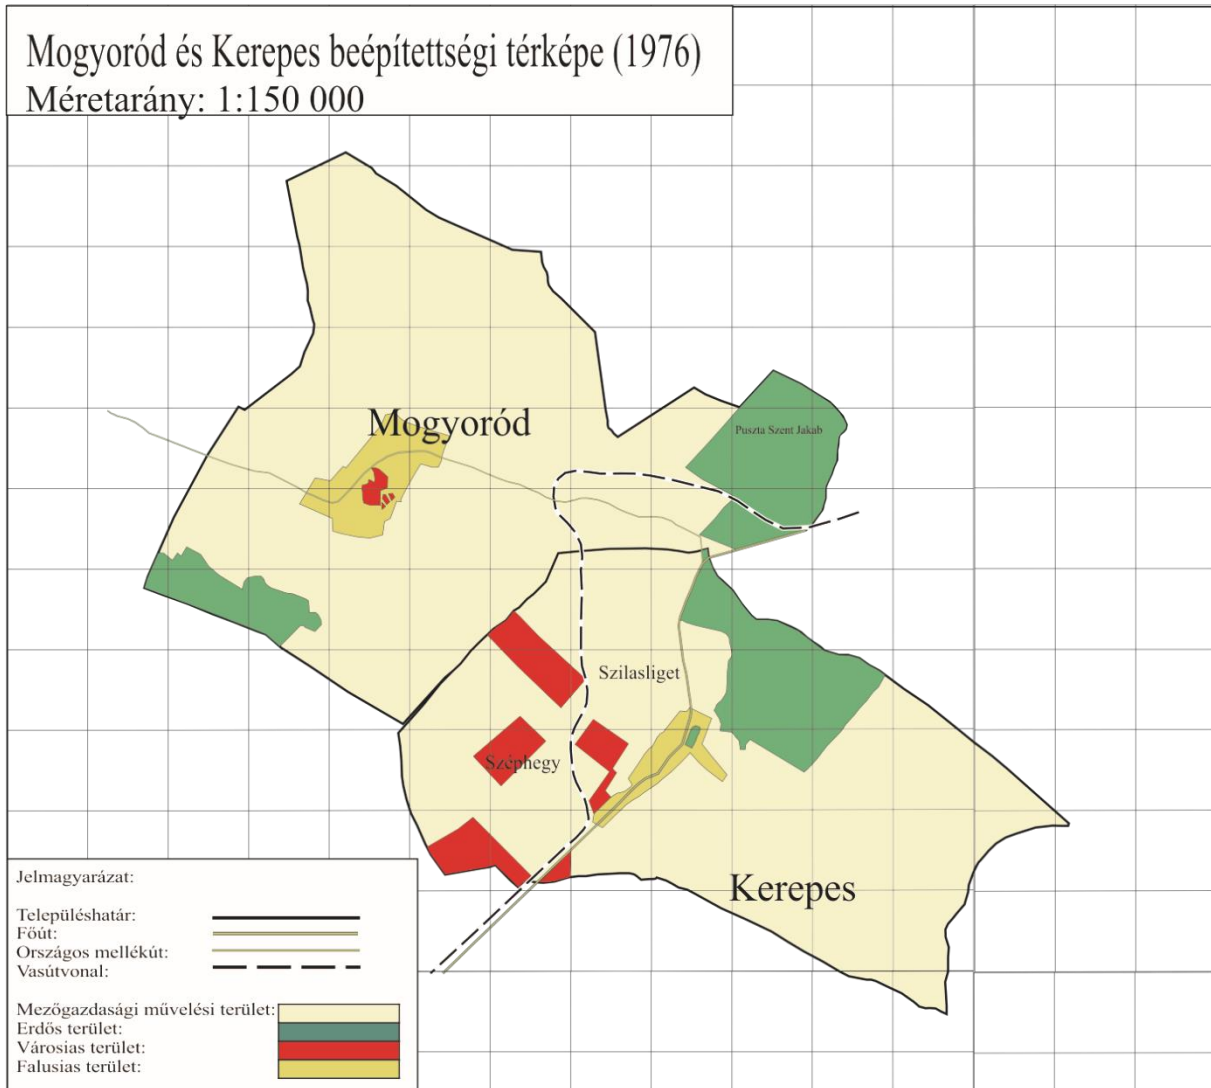 Mogyoród és Kerepes beépítettségi térképe (1976)
Méretarány: 1:150 000
Mogyoród
Puszta Szent Jakab
Szilasliget
Széphegy
Kerepes
Jelmagyarázat:
Településhatár:
Főút:
Országos mellékút:
Vasútvonal:
Mezőgazdasági művelési terület:
Erdős terület:
Városias terület:
Falusias terület: